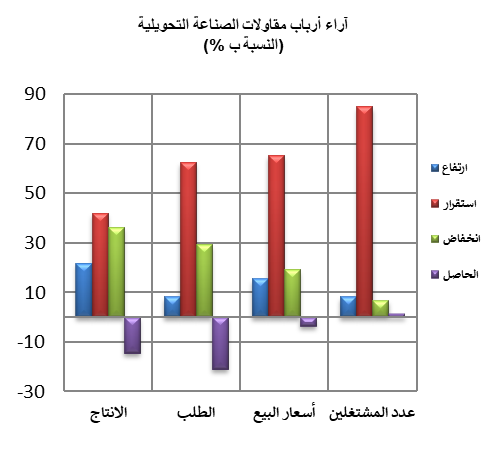 آراء أرباب مقاولات الصناعة التحويلية
(النسبة ب %)
90
70
50
30
10
-10
-30
ارتفاع
استقرار
انخفاض
الحاصل
الانتاج
الطلب
أسعار البيع
عدد المشتغلين